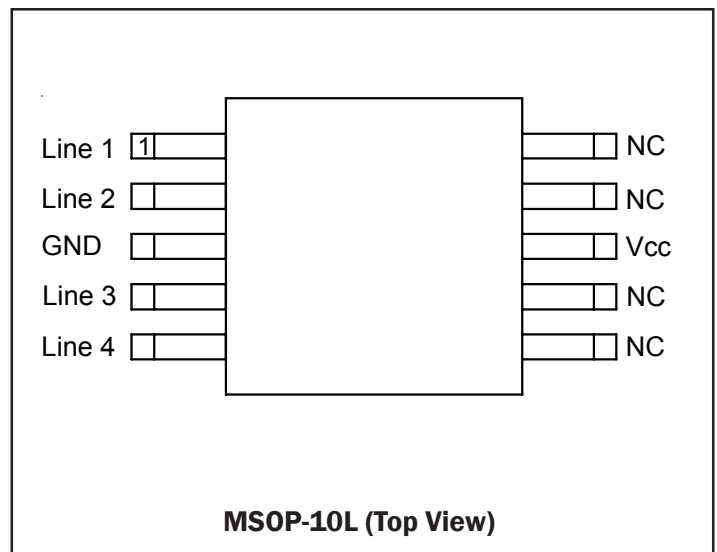 Line 1 1 NC
Line 2 NC
GND Vcc
Line 3 NC
Line 4 NC
MSOP-10L (Top View)